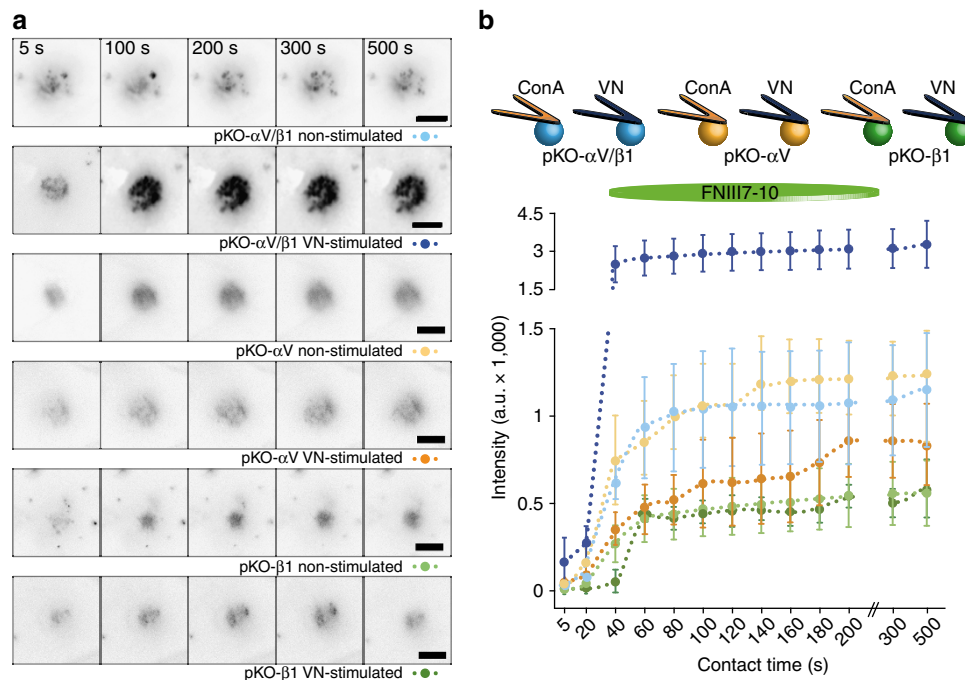 a
5 s 100 s 200 s 300 s 500 s
pKO-αV/β1 non-stimulated
pKO-αV/β1 VN-stimulated
pKO-αV non-stimulated
pKO-αV VN-stimulated
pKO-β1 non-stimulated
pKO-β1 VN-stimulated
b
ConA VN ConA VN ConA VN
pKO-αV/β1 pKO-αV pKO-β1
FNIII7-10
4.5
3
1.5
1.5
1
0.5
0
Intensity (a.u. × 1,000)
5 20 40 60 80 100 120 140 160 180 200 300 500
Contact time (s)